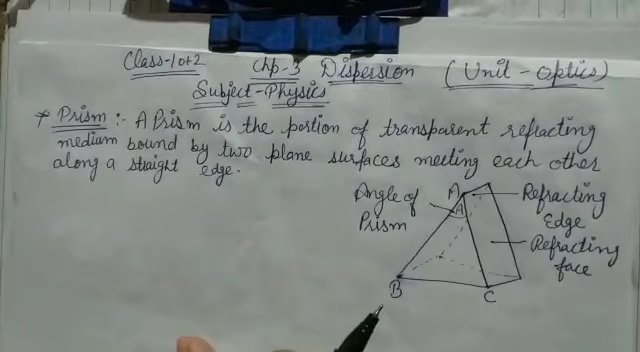 Class-10+2 Chp-3 Dispersion (Unit-Optics)
Subject-Physics
* Prism :- A Prism is the portion of transparent refracting
medium bound by two plane surfaces meeting each other
along a straight edge.
Angle of
Prism
A
A
Refracting
Edge
Refracting
face
B
C